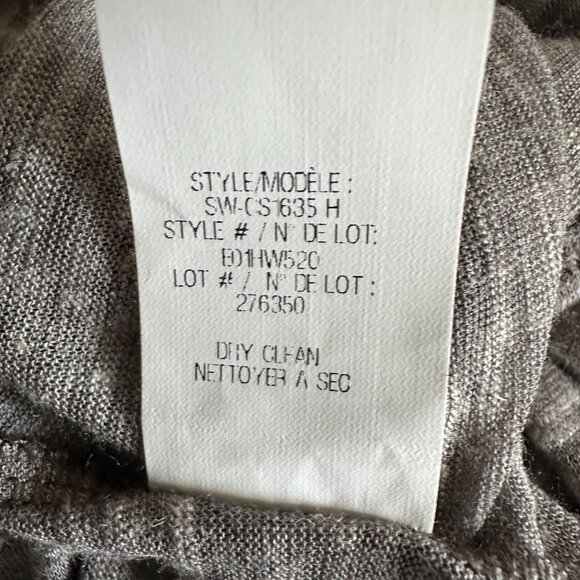 STYLE/MODÈLE :
SW-CS1635 H
STYLE # / N° DE LOT:
E01HW520
LOT # / N° DE LOT :
276350
DRY CLEAN
NETTOYER A SEC